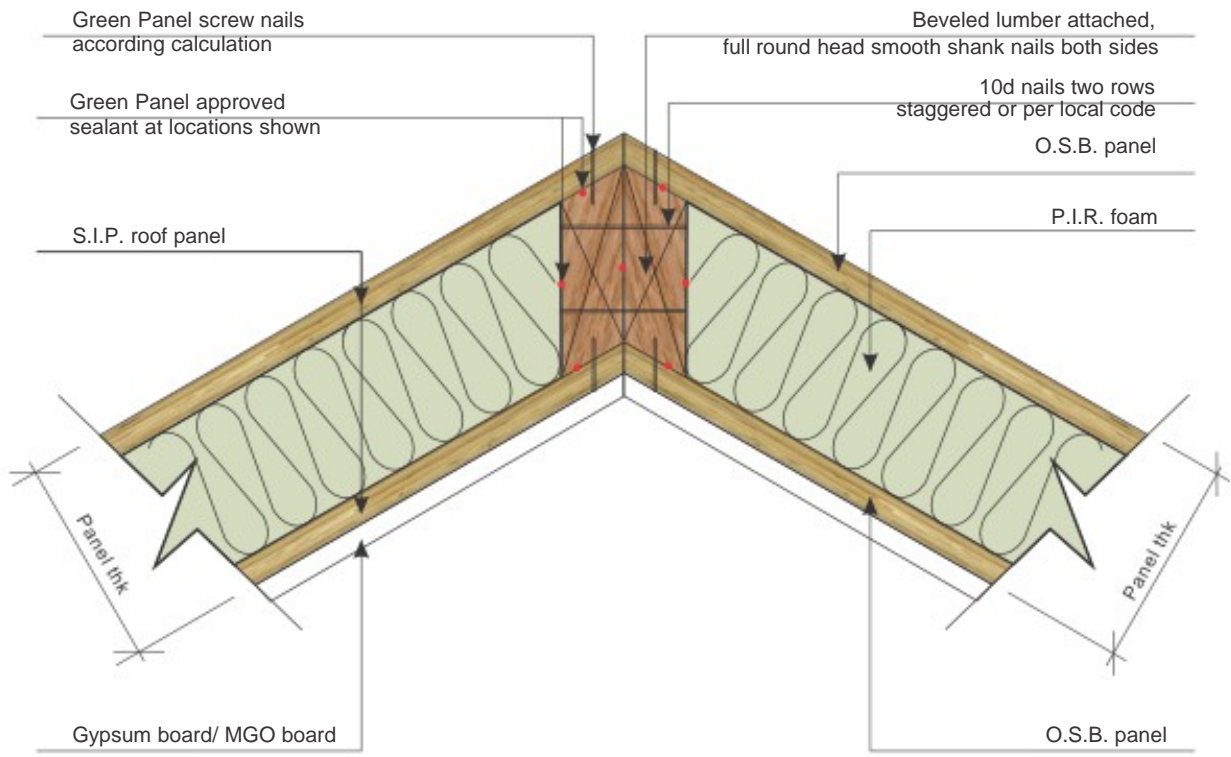 Green Panel screw nails
according calculation
Green Panel approved
sealant at locations shown
S.I.P. roof panel
Beveled lumber attached,
full round head smooth shank nails both sides
10d nails two rows
staggered or per local code
O.S.B. panel
P.I.R. foam
Panel thk
Panel thk
Gypsum board/ MGO board
O.S.B. panel